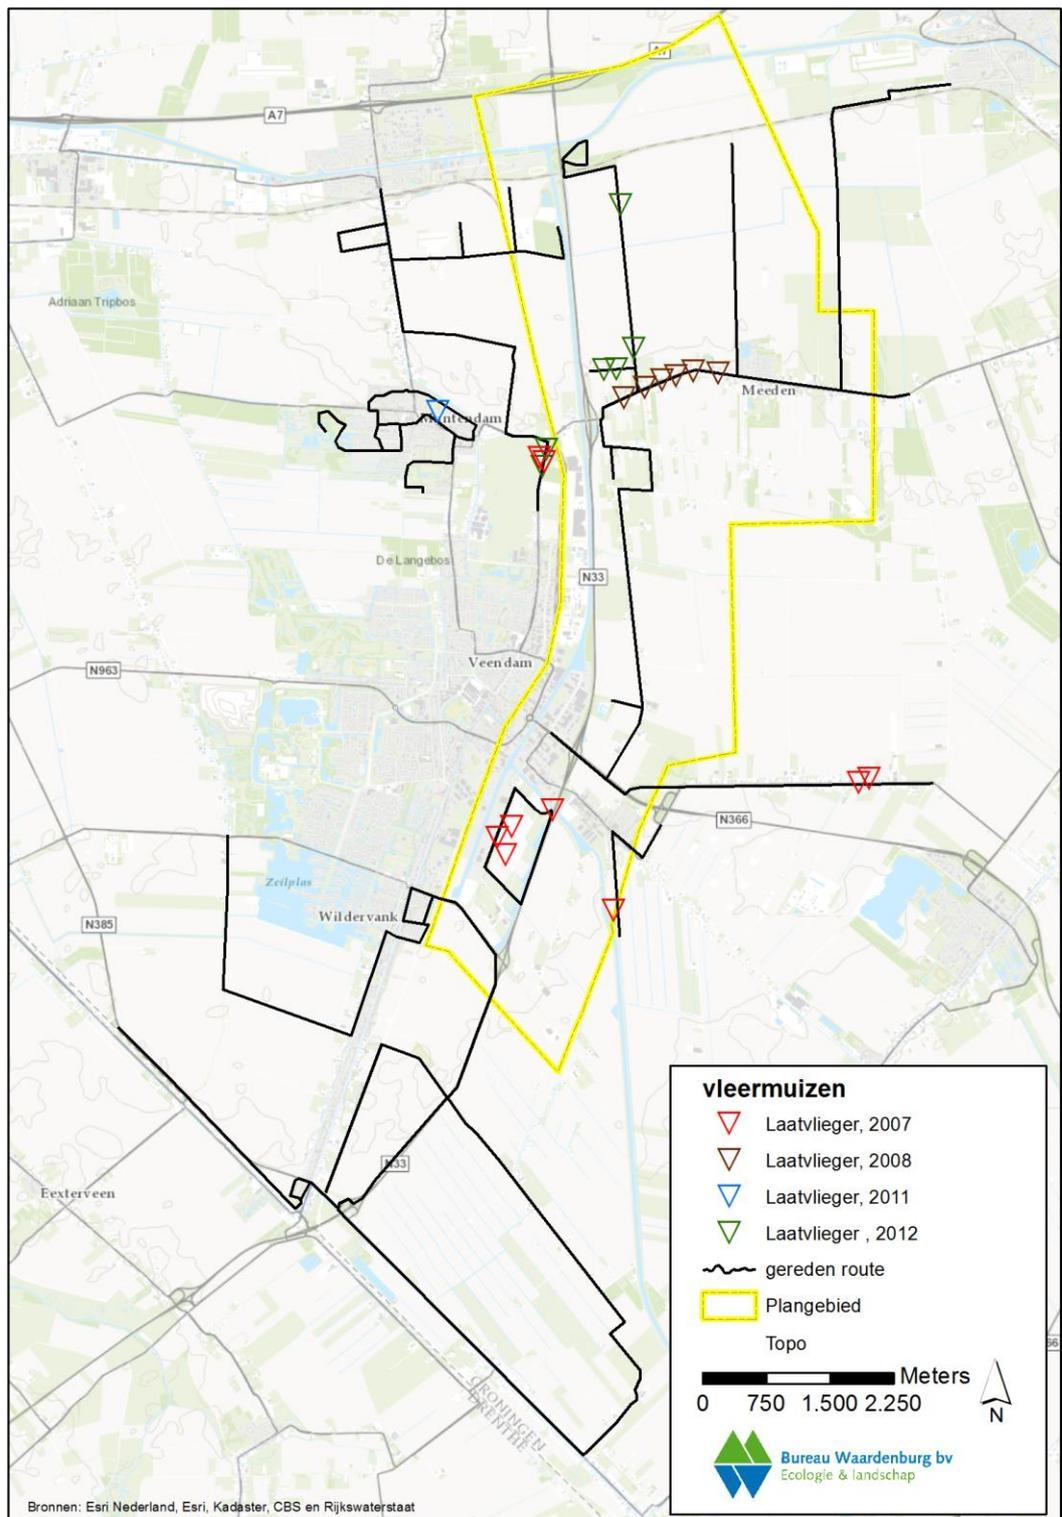 A7
A7
Adriaan Tripbos
Meeden
Muntendam
De Langebos
N33
Veendam
N963
N366
Zeilplas
Wildervank
N385
N33
Eexterveen
GRONINGEN
DRENTHE
vleermuizen
Laatvlieger, 2007
Laatvlieger, 2008
Laatvlieger, 2011
Laatvlieger , 2012
gereden route
Plangebied
Topo
Meters
0 750 1.500 2.250
N
Bureau Waardenburg bv
Ecologie & landschap
Bronnen: Esri Nederland, Esri, Kadaster, CBS en Rijkswaterstaat